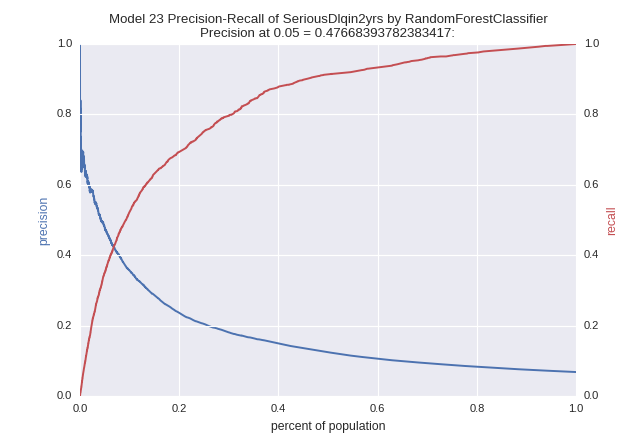 Model 23 Precision-Recall of SeriousDlqin2yrs by RandomForestClassifier
Precision at 0.05 = 0.47668393782383417:
1.0
0.8
0.6
0.4
0.2
0.0
precision
1.0
0.8
0.6
0.4
0.2
0.0
recall
0.0 0.2 0.4 0.6 0.8 1.0
percent of population